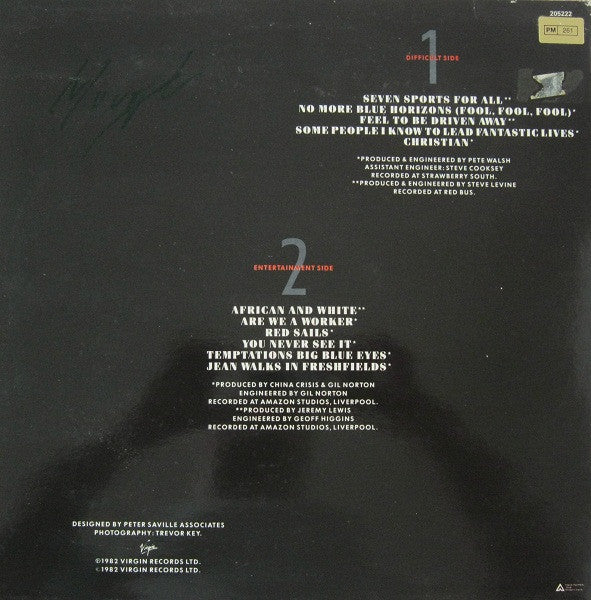 205222
PM 261
1
DIFFICULT SIDE
SEVEN SPORTS FOR ALL**
NO MORE BLUE HORIZONS (FOOL, FOOL, FOOL)*
FEEL TO BE DRIVEN AWAY**
SOME PEOPLE I KNOW TO LEAD FANTASTIC LIVES*
CHRISTIAN*
*PRODUCED & ENGINEERED BY PETE WALSH
ASSISTANT ENGINEER: STEVE COOKSEY
RECORDED AT STRAWBERRY SOUTH.
**PRODUCED & ENGINEERED BY STEVE LEVINE
RECORDED AT RED BUS.
2
ENTERTAINMENT SIDE
AFRICAN AND WHITE**
ARE WE A WORKER*
RED SAILS*
YOU NEVER SEE IT*
TEMPTATIONS BIG BLUE EYES*
JEAN WALKS IN FRESHFIELDS*
*PRODUCED BY CHINA CRISIS & GIL NORTON
ENGINEERED BY GIL NORTON
RECORDED AT AMAZON STUDIOS, LIVERPOOL.
**PRODUCED BY JEREMY LEWIS
ENGINEERED BY GEOFF HIGGINS
RECORDED AT AMAZON STUDIOS, LIVERPOOL.
DESIGNED BY PETER SAVILLE ASSOCIATES
PHOTOGRAPHY: TREVOR KEY.
Virgin
℗1982 VIRGIN RECORDS LTD.
©1982 VIRGIN RECORDS LTD.